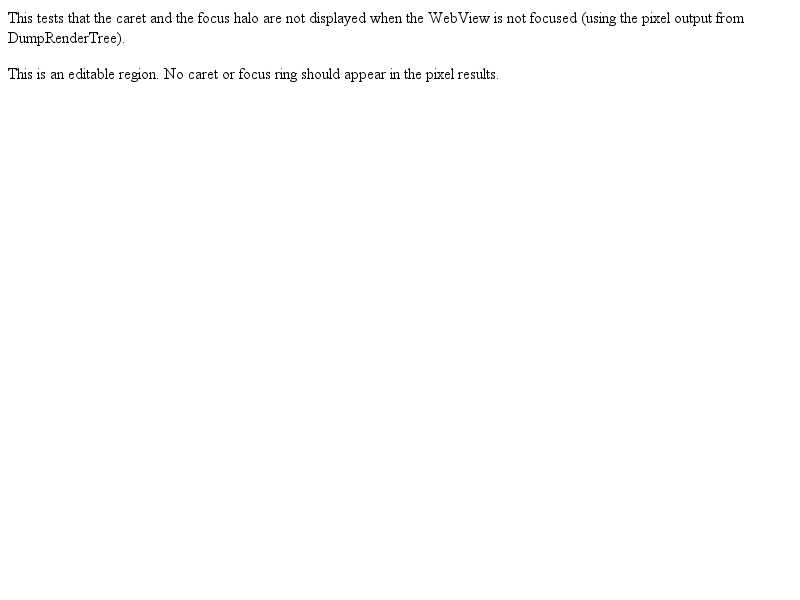 This tests that the caret and the focus halo are not displayed when the WebView is not focused (using the pixel output from
DumpRenderTree).
This is an editable region. No caret or focus ring should appear in the pixel results.